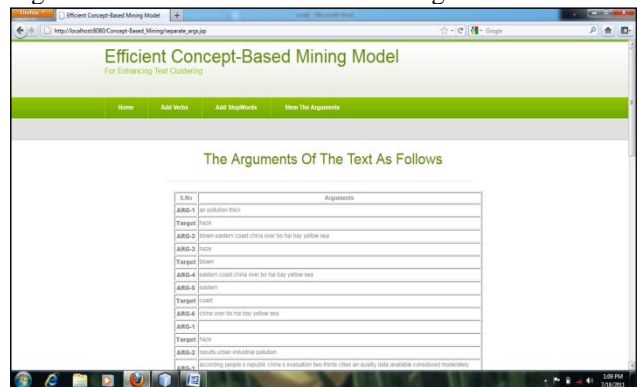 Efficient Concept-Based Mining Model
http://localhost:8080/Concept-Based_Mining/separate_args.jsp
Google
Efficient Concept-Based Mining Model
For Enhancing Text Clustering
Home Add Verbs Add StopWords Stem The Arguments
The Arguments Of The Text As Follows
S.No Arguments
ARG-1 air pollution thick
Target haze
ARG-2 blown eastern coast china over bo hai bay yellow sea
ARG-3 haze
Target blown
ARG-4 eastern coast china over bo hai bay yellow sea
ARG-5 eastern
Target coast
ARG-6 china over bo hai bay yellow sea
ARG-1
Target haze
ARG-2 results urban industrial pollution
ARG-1 according people s republic china s evaluation two-thirds cities air quality data available considered moderately
1:09 PM
7/18/2011